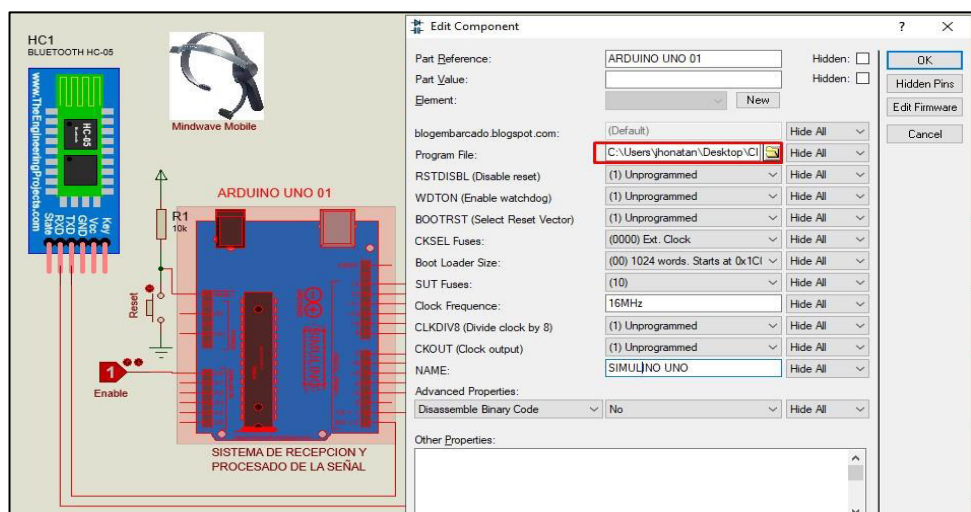 HC1
BLUETOOTH HC-05
www.TheEngineeringProjects.com
HC-05
State
RXD
TXD
GND
Vcc
Key
Mindwave Mobile
ARDUINO UNO 01
R1
10k
Reset
1
Enable
SIMULINO
SISTEMA DE RECEPCION Y
PROCESADO DE LA SEÑAL
Edit Component
? ×
Part Reference: ARDUINO UNO 01 Hidden:
Part Value: Hidden:
Element: New
blogembarcado.blogspot.com: (Default) Hide All
Program File: C:\Users\jhonatan\Desktop\Cl Hide All
RSTDISBL (Disable reset) (1) Unprogrammed Hide All
WDTON (Enable watchdog) (1) Unprogrammed Hide All
BOOTRST (Select Reset Vector) (1) Unprogrammed Hide All
CKSEL Fuses: (0000) Ext. Clock Hide All
Boot Loader Size: (00) 1024 words. Starts at 0x1C Hide All
SUT Fuses: (10) Hide All
Clock Frequence: 16MHz Hide All
CLKDIV8 (Divide clock by 8) (1) Unprogrammed Hide All
CKOUT (Clock output) (1) Unprogrammed Hide All
NAME: SIMULINO UNO Hide All
Advanced Properties:
Disassemble Binary Code No Hide All
Other Properties:
OK
Hidden Pins
Edit Firmware
Cancel